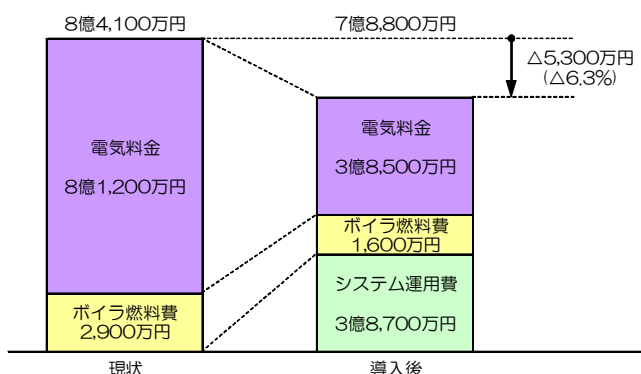 8億4,100万円
7億8,800万円
△5,300万円
(△6.3%)
電気料金
8億1,200万円
ボイラ燃料費
2,900万円
電気料金
3億8,500万円
ボイラ燃料費
1,600万円
システム運用費
3億8,700万円
現状
導入後